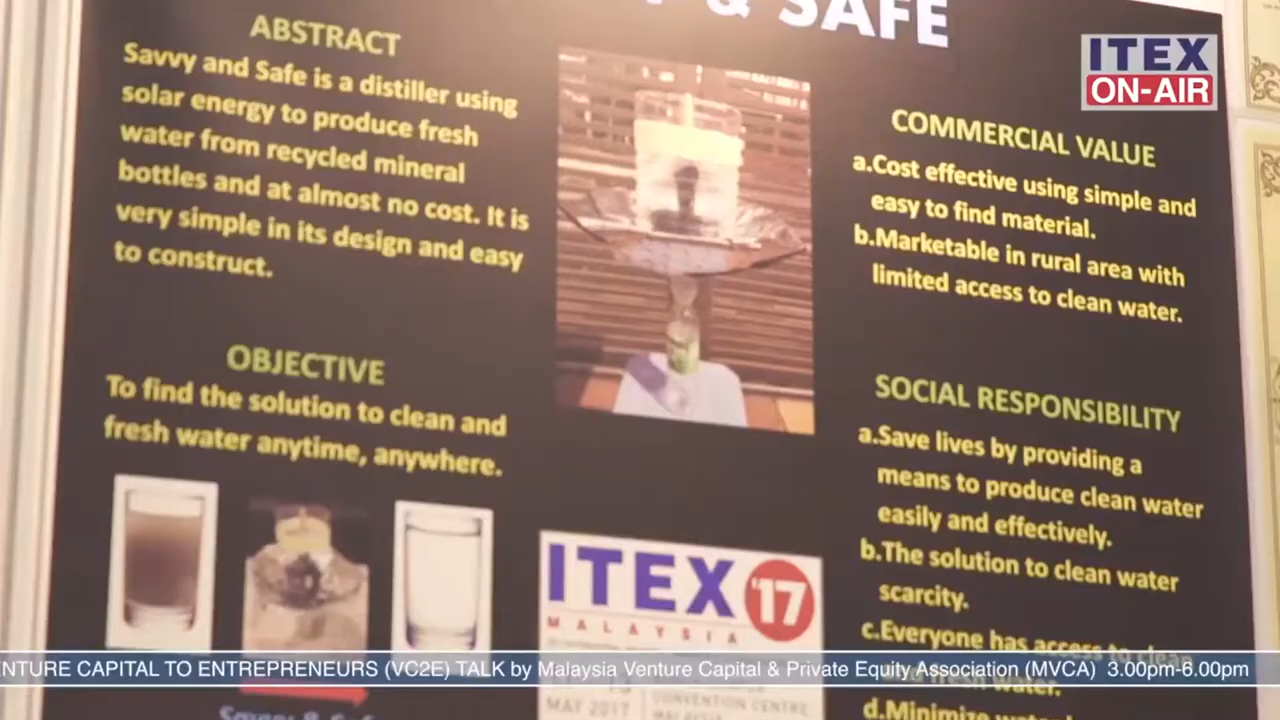 & SAFE
ITEX
ON-AIR
ABSTRACT
Savvy and Safe is a distiller using
solar energy to produce fresh
water from recycled mineral
bottles and at almost no cost. It is
very simple in its design and easy
to construct.
OBJECTIVE
To find the solution to clean and
fresh water anytime, anywhere.
COMMERCIAL VALUE
a.Cost effective using simple and
easy to find material.
b.Marketable in rural area with
limited access to clean water.
SOCIAL RESPONSIBILITY
a.Save lives by providing a
means to produce clean water
easily and effectively.
b.The solution to clean water
scarcity.
c.Everyone has access to clean
and fresh water.
d.Minimize
ITEX '17
MALAYSIA
MAY 2017
CONVENTION CENTRE
MALAYSIA
VENTURE CAPITAL TO ENTREPRENEURS (VC2E) TALK by Malaysia Venture Capital & Private Equity Association (MVCA) 3.00pm-6.00pm